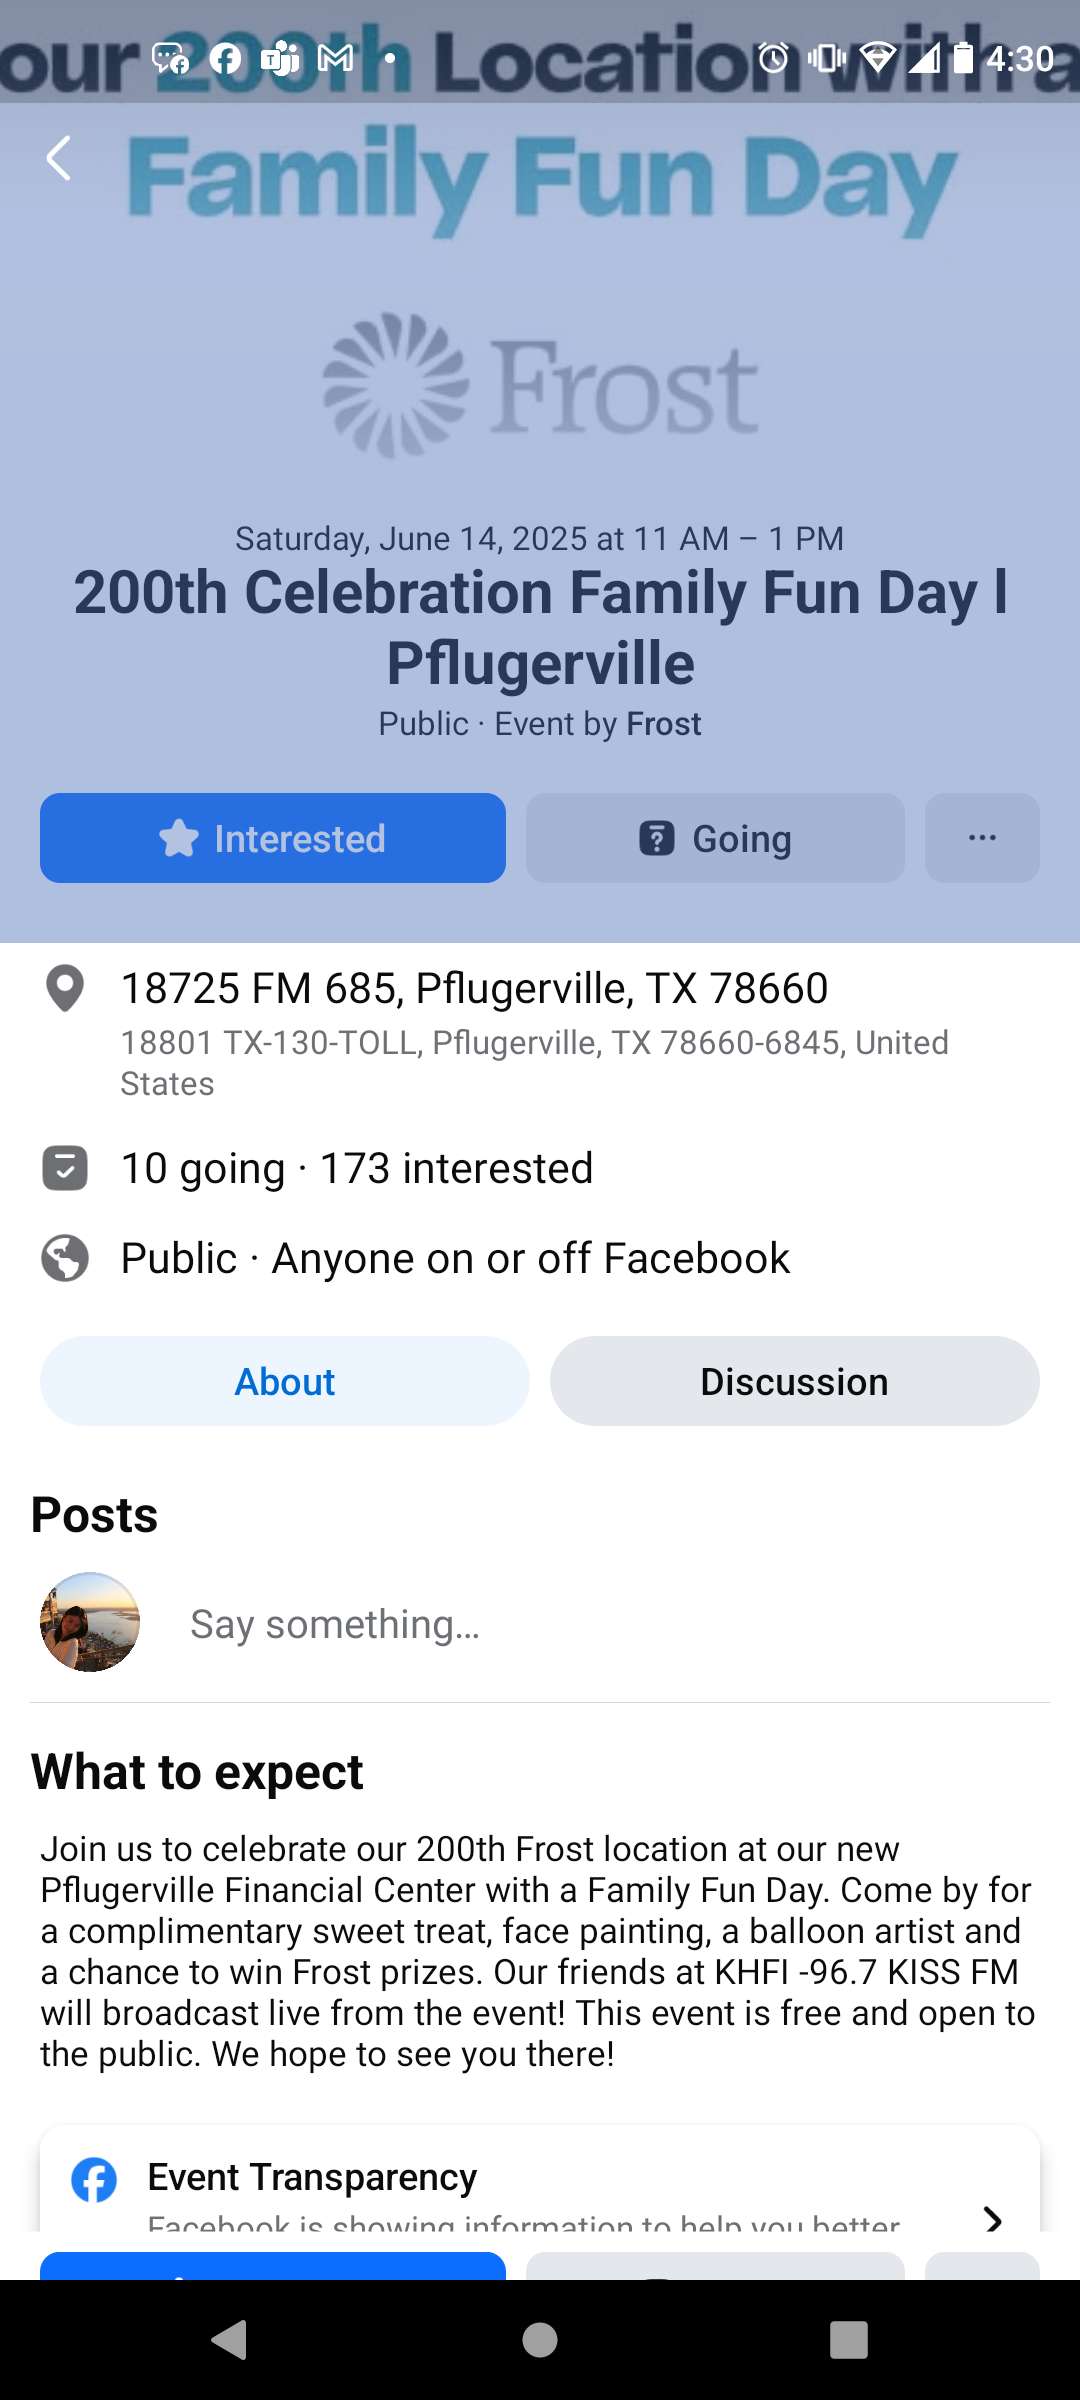 our 200th Location with a
4:30
Family Fun Day
Frost
Saturday, June 14, 2025 at 11 AM – 1 PM
200th Celebration Family Fun Day l
Pflugerville
Public · Event by Frost
Interested
Going
18725 FM 685, Pflugerville, TX 78660
18801 TX-130-TOLL, Pflugerville, TX 78660-6845, United
States
10 going · 173 interested
Public · Anyone on or off Facebook
About
Discussion
Posts
Say something...
What to expect
Join us to celebrate our 200th Frost location at our new
Pflugerville Financial Center with a Family Fun Day. Come by for
a complimentary sweet treat, face painting, a balloon artist and
a chance to win Frost prizes. Our friends at KHFI -96.7 KISS FM
will broadcast live from the event! This event is free and open to
the public. We hope to see you there!
Event Transparency
Facebook is showing information to help you better